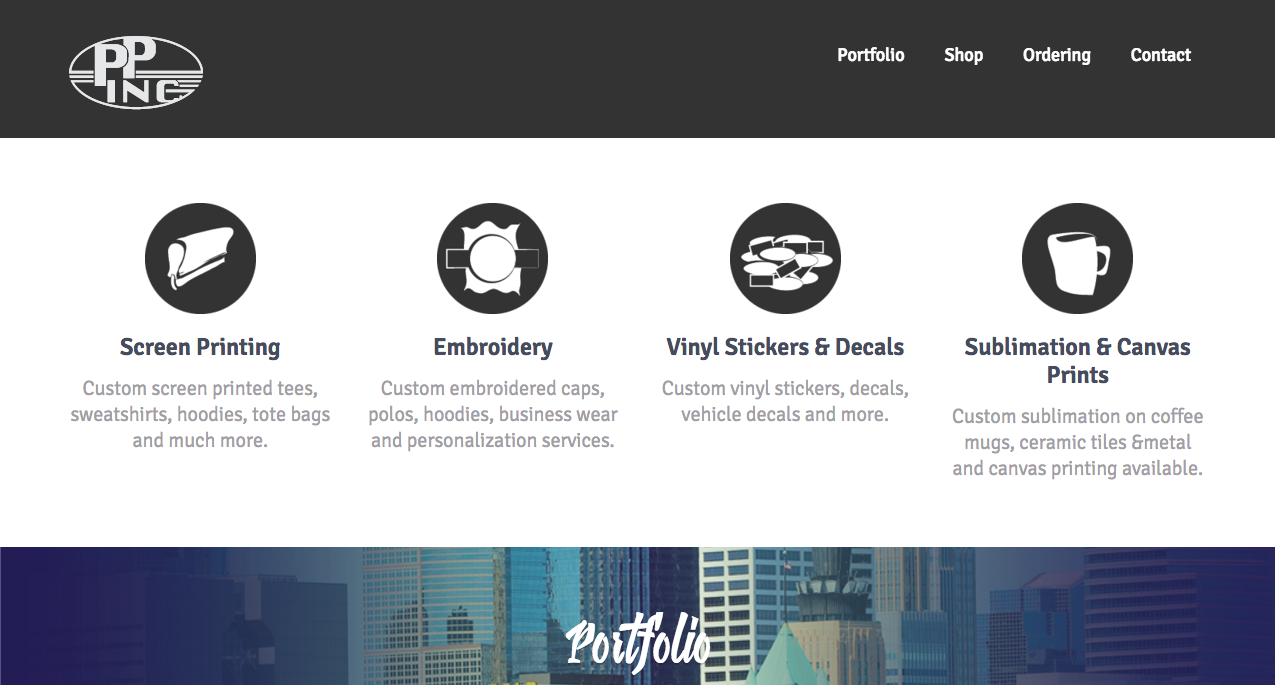 PP
INC
Portfolio Shop Ordering Contact
Screen Printing
Custom screen printed tees,
sweatshirts, hoodies, tote bags
and much more.
Embroidery
Custom embroidered caps,
polos, hoodies, business wear
and personalization services.
Vinyl Stickers & Decals
Custom vinyl stickers, decals,
vehicle decals and more.
Sublimation & Canvas
Prints
Custom sublimation on coffee
mugs, ceramic tiles &metal
and canvas printing available.
Portfolio